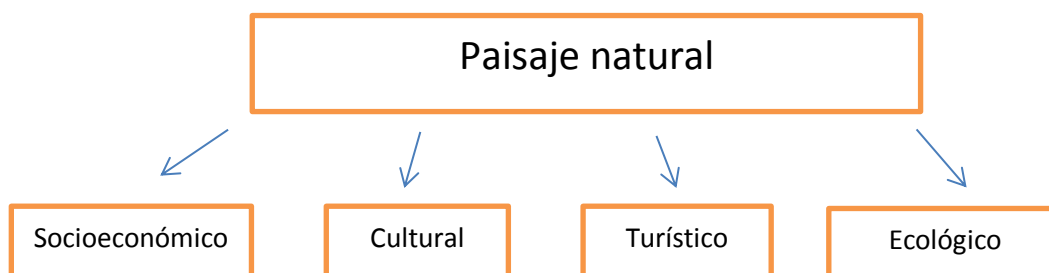 Paisaje natural
Socioeconómico
Cultural
Turístico
Ecológico